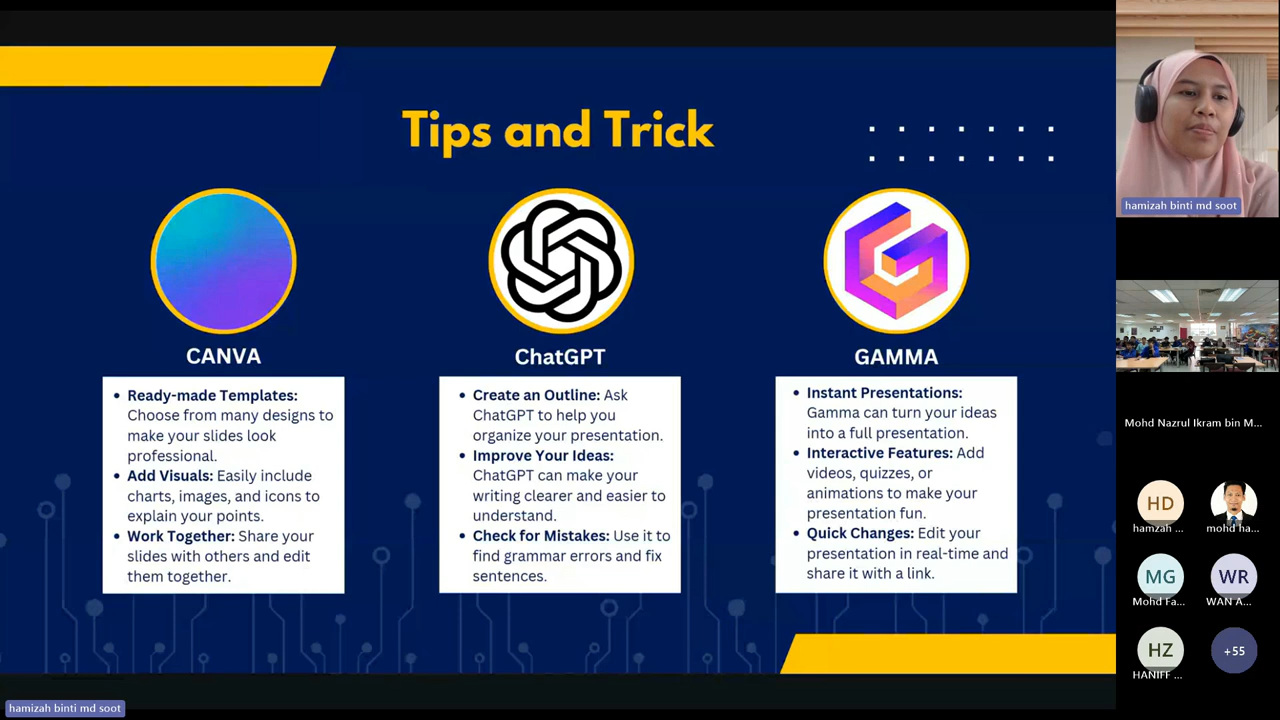 Tips and Trick
CANVA
• Ready-made Templates:
Choose from many designs to
make your slides look
professional.
• Add Visuals: Easily include
charts, images, and icons to
explain your points.
• Work Together: Share your
slides with others and edit
them together.
ChatGPT
• Create an Outline: Ask
ChatGPT to help you
organize your presentation.
• Improve Your Ideas:
ChatGPT can make your
writing clearer and easier to
understand.
• Check for Mistakes: Use it to
find grammar errors and fix
sentences.
GAMMA
• Instant Presentations:
Gamma can turn your ideas
into a full presentation.
• Interactive Features: Add
videos, quizzes, or
animations to make your
presentation fun.
• Quick Changes: Edit your
presentation in real-time and
share it with a link.
hamizah binti md soot
Mohd Nazrul Ikram bin M...
HD
hamzah ...
mohd ha...
MG
Mohd Fa...
WR
WAN A...
HZ
HANIFF ...
+55
hamizah binti md soot